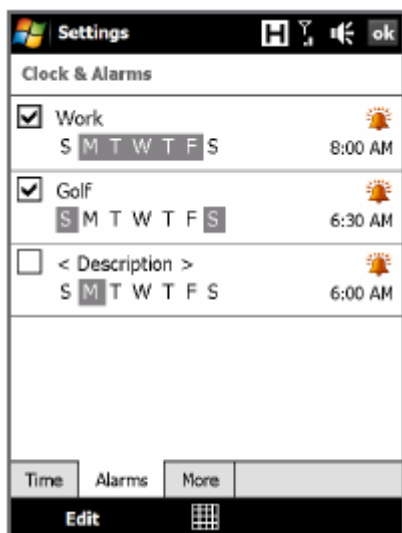 Settings H ok
Clock & Alarms
Work
S M T W T F S 8:00 AM
Golf
S M T W T F S 6:30 AM
< Description >
S M T W T F S 6:00 AM
Time Alarms More
Edit